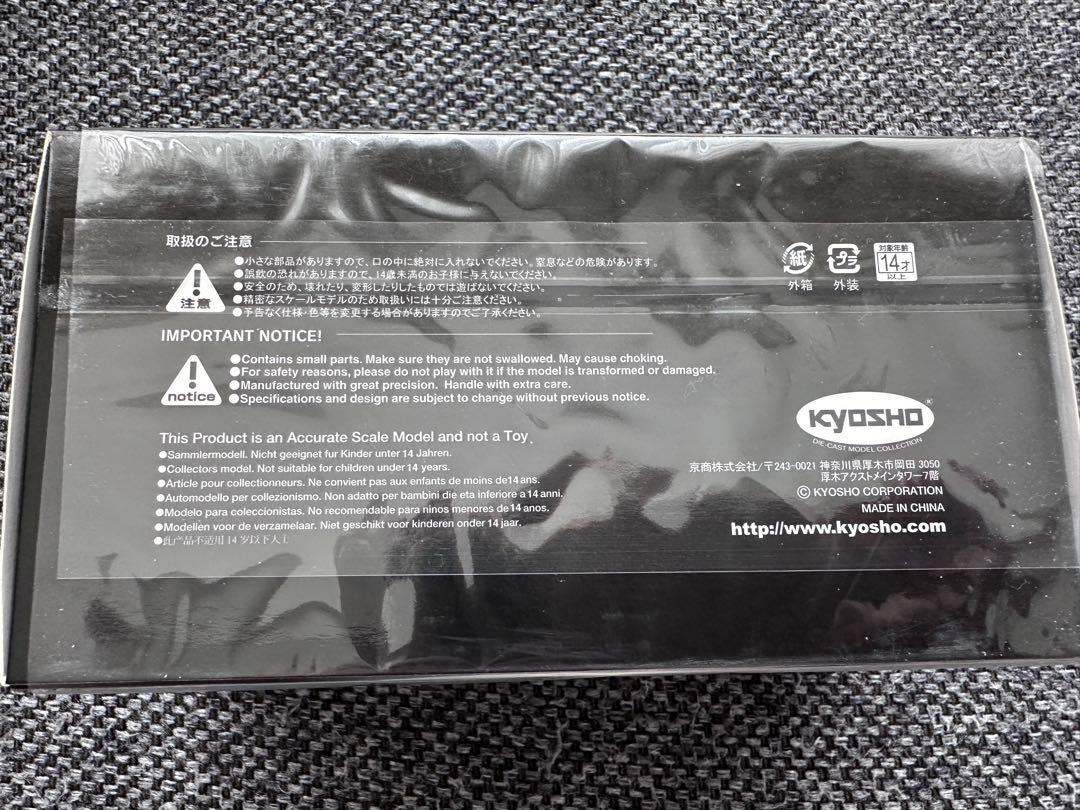 取扱のご注意
●小さな部品がありますので、口の中に絶対に入れないでください。窒息などの危険があります。
●誤飲の恐れがありますので、14歳未満のお子様に与えないでください。
●安全のため、壊れたり、変形したりしたものでは遊ばないでください。
●精密なスケールモデルのため取扱いには十分ご注意ください。
●予告なく仕様・色等を変更する場合がありますのでご了承ください。
注意
紙
外箱
プラ
外装
対象年齢
14才
以上
IMPORTANT NOTICE!
●Contains small parts. Make sure they are not swallowed. May cause choking.
●For safety reasons, please do not play with it if the model is transformed or damaged.
●Manufactured with great precision. Handle with extra care.
●Specifications and design are subject to change without previous notice.
notice
This Product is an Accurate Scale Model and not a Toy.
●Sammlermodell. Nicht geeignet fur Kinder unter 14 Jahren.
●Collectors model. Not suitable for children under 14 years.
●Article pour collectionneurs. Ne convient pas aux enfants de moins de 14 ans.
●Automodello per collezionismo. Non adatto per bambini die eta inferiore a 14 anni.
●Modelo para coleccionistas. No recomendable para ninos menores de 14 anos.
●Modellen voor de verzamelaar. Niet geschikt voor kinderen onder 14 jaar.
●此产品不适用 14 岁以下人士
KYOSHO®
DIE-CAST MODEL COLLECTION
京商株式会社/〒243-0021 神奈川県厚木市岡田 3050
厚木アクストメインタワー7階
© KYOSHO CORPORATION
MADE IN CHINA
http://www.kyosho.com